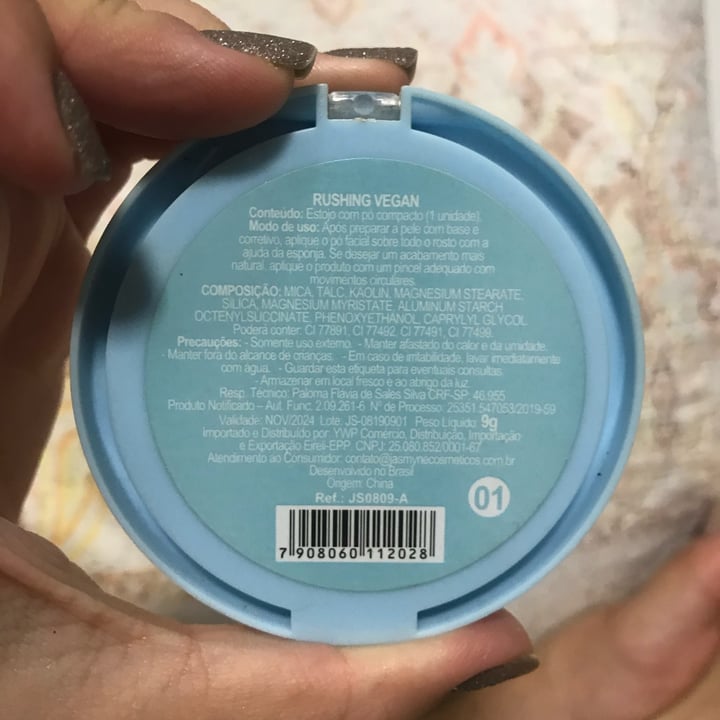 RUSHING VEGAN
Conteúdo: Estojo com pó compacto (1 unidade).
Modo de uso: Após preparar a pele com base e
corretivo, aplique o pó facial sobre todo o rosto com a
ajuda da esponja. Se desejar um acabamento mais
natural, aplique o produto com um pincel adequado com
movimentos circulares.
COMPOSIÇÃO: MICA, TALC, KAOLIN, MAGNESIUM STEARATE,
SILICA, MAGNESIUM MYRISTATE, ALUMINUM STARCH
OCTENYLSUCCINATE, PHENOXYETHANOL, CAPRYLYL GLYCOL.
Poderá conter: CI 77891, CI 77492, CI 77491, CI 77499.
Precauções: - Somente uso externo. - Manter afastado do calor e da umidade.
- Manter fora do alcance de crianças. - Em caso de irritabilidade, lavar imediatamente
com água. - Guardar esta etiqueta para eventuais consultas.
- Armazenar em local fresco e ao abrigo da luz.
Resp. Técnico: Paloma Flávia de Sales Silva CRF-SP: 46.955
Produto Notificado – Aut. Func. 2.09.261-6 Nº de Processo: 25351.547053/2019-59
Validade: NOV/2024 Lote: JS-08190901 Peso Líquido: 9g
Importado e Distribuído por: YWP Comércio, Distribuição, Importação
e Exportação Eireli-EPP. CNPJ: 25.080.852/0001-67
Atendimento ao Consumidor: contato@jasmynecosmeticos.com.br
Desenvolvido no Brasil
Origem: China
Ref.: JS0809-A
01
7 908060 112028